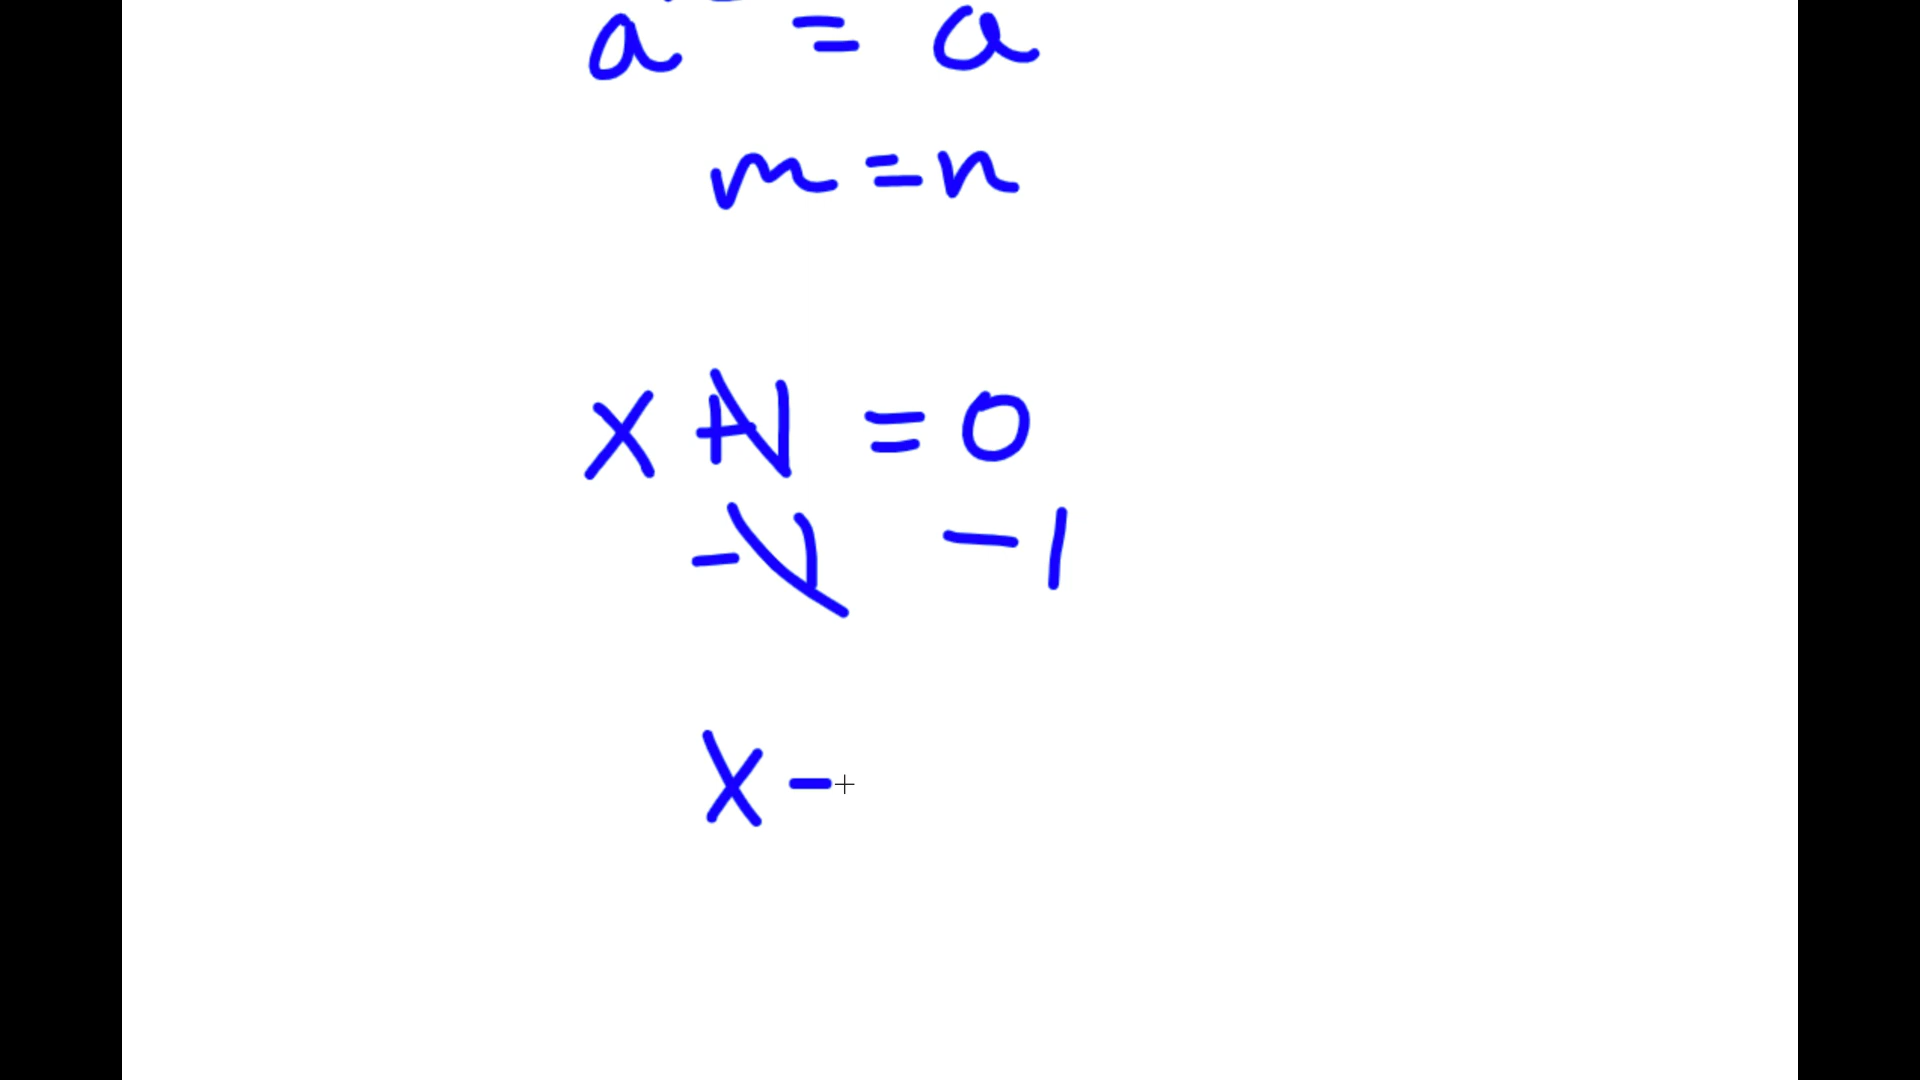 a = a
m = n
x + 1 = 0
- 1 - 1
x -